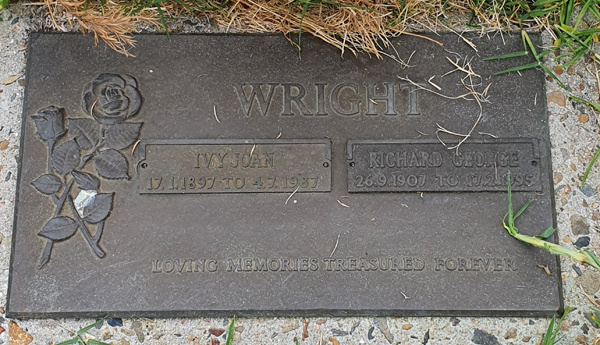 WRIGHT
IVY JOAN
17.1.1897 TO 4.7.1987
RICHARD GEORGE
26.9.1907 TO 17.2.1995
LOVING MEMORIES TREASURED FOREVER